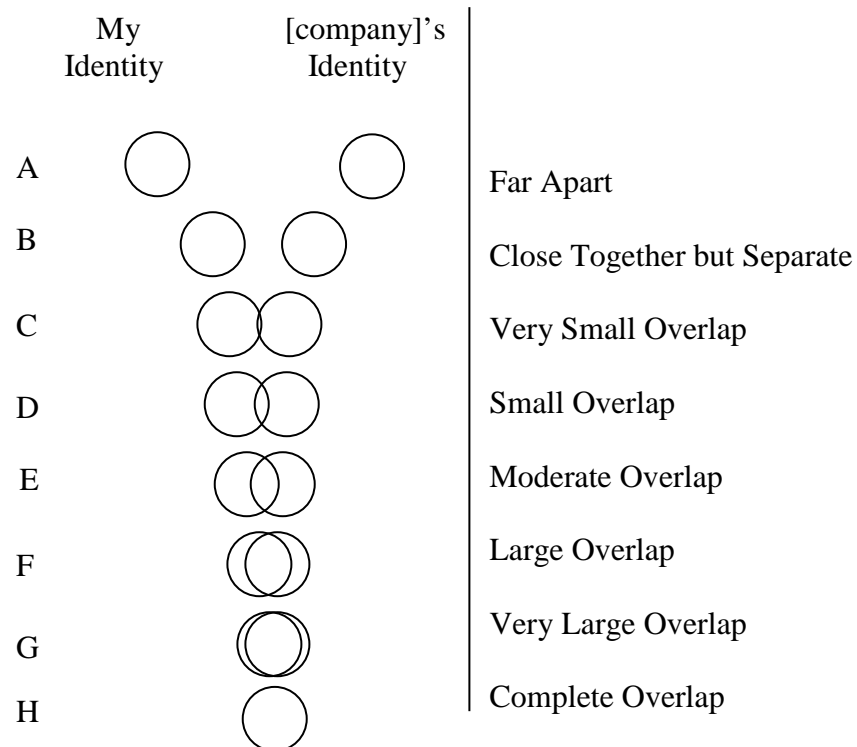 My [company]'s
Identity Identity
A Far Apart
B Close Together but Separate
C Very Small Overlap
D Small Overlap
E Moderate Overlap
F Large Overlap
G Very Large Overlap
H Complete Overlap